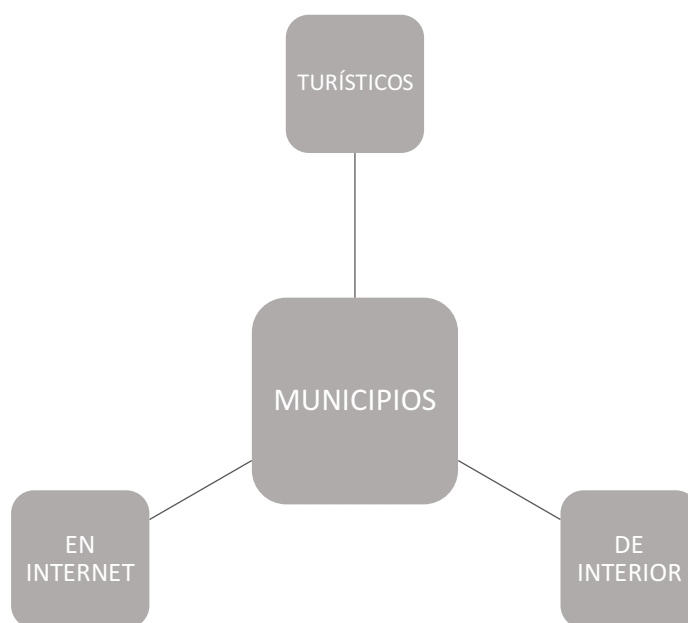 TURÍSTICOS
MUNICIPIOS
EN
INTERNET
DE
INTERIOR